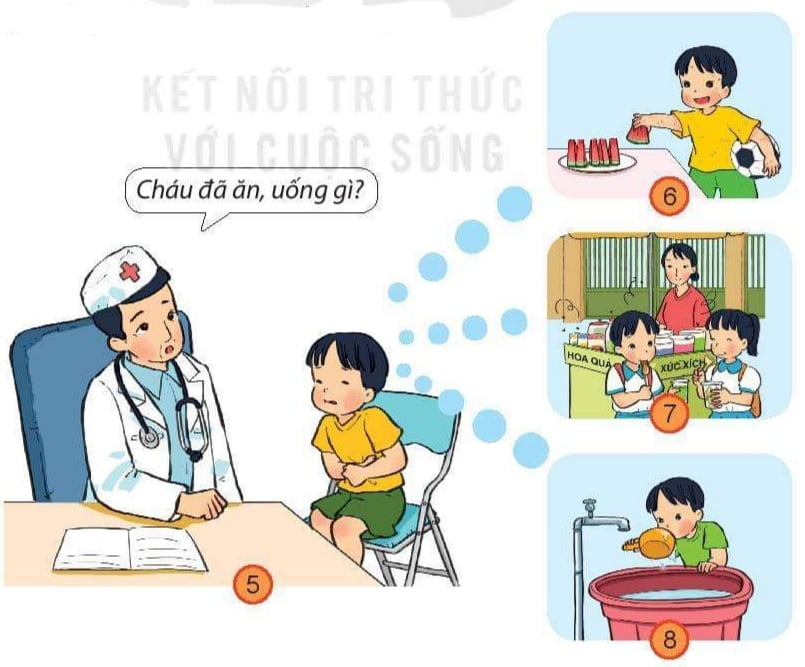 KẾT NỐI TRI THỨC
VỚI CUỘC SỐNG
Cháu đã ăn, uống gì?
5
6
HOA QUẢ
XÚC XÍCH
7
8